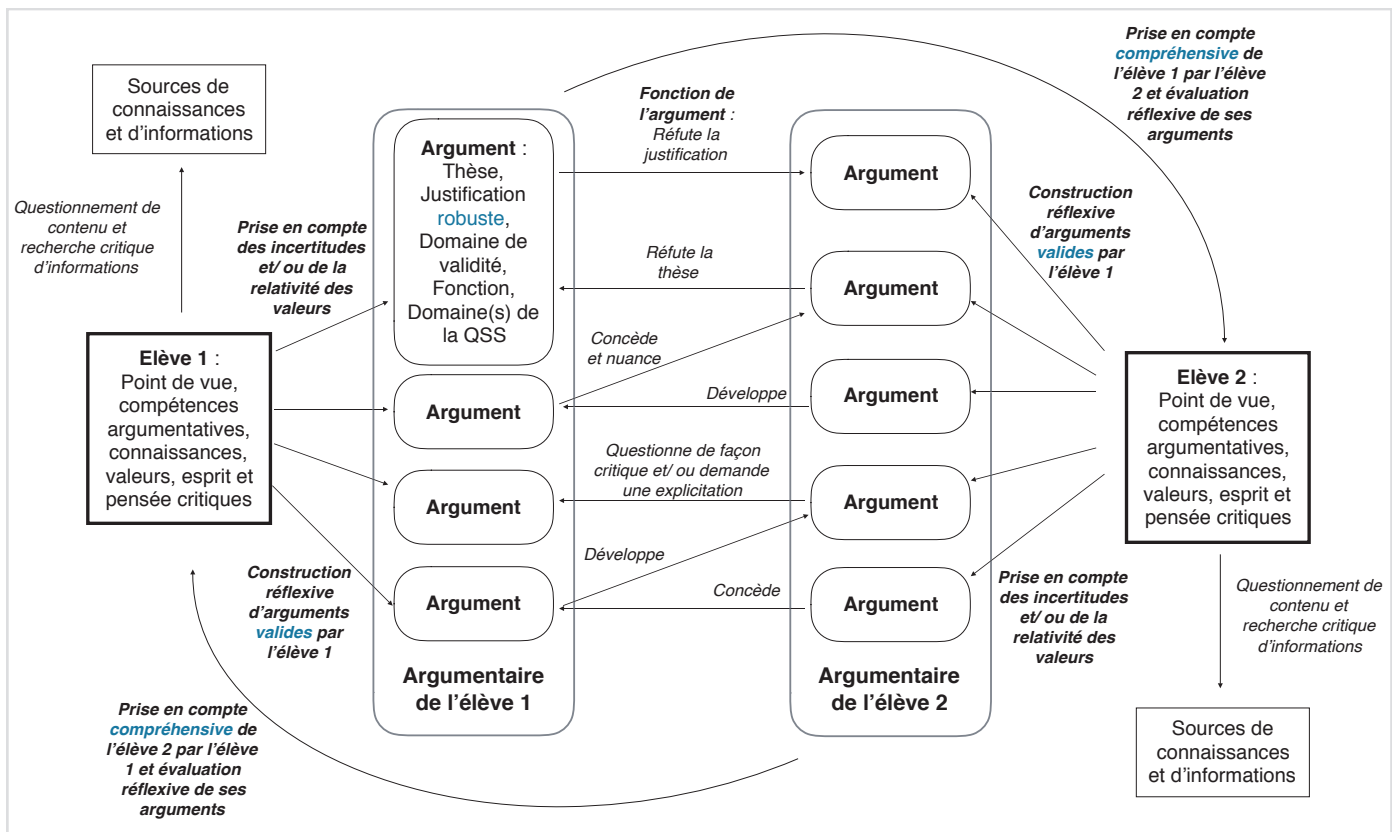 Sources de
connaissances
et d'informations
Questionnement de
contenu et
recherche critique
d'informations
Prise en compte
des incertitudes
et/ ou de la
relativité des
valeurs
Elève 1 :
Point de vue,
compétences
argumentatives,
connaissances,
valeurs, esprit et
pensée critiques
Construction
réflexive
d'arguments
valides par
l'élève 1
Prise en compte
compréhensive de
l'élève 2 par l'élève
1 et évaluation
réflexive de ses
arguments
Argument :
Thèse,
Justification
robuste,
Domaine de
validité,
Fonction,
Domaine(s) de
la QSS
Argument
Argument
Argument
Argumentaire
de l'élève 1
Fonction de
l'argument :
Réfute la
justification
Réfute la
thèse
Concède
et nuance
Développe
Questionne de façon
critique et/ ou demande
une explicitation
Développe
Concède
Argument
Argument
Argument
Argument
Argument
Argumentaire
de l'élève 2
Prise en compte
compréhensive de
l'élève 1 par l'élève
2 et évaluation
réflexive de ses
arguments
Construction
réflexive
d'arguments
valides par
l'élève 1
Elève 2 :
Point de vue,
compétences
argumentatives,
connaissances,
valeurs, esprit et
pensée critiques
Prise en compte
des incertitudes
et/ ou de la
relativité des
valeurs
Questionnement de
contenu et
recherche critique
d'informations
Sources de
connaissances
et d'informations